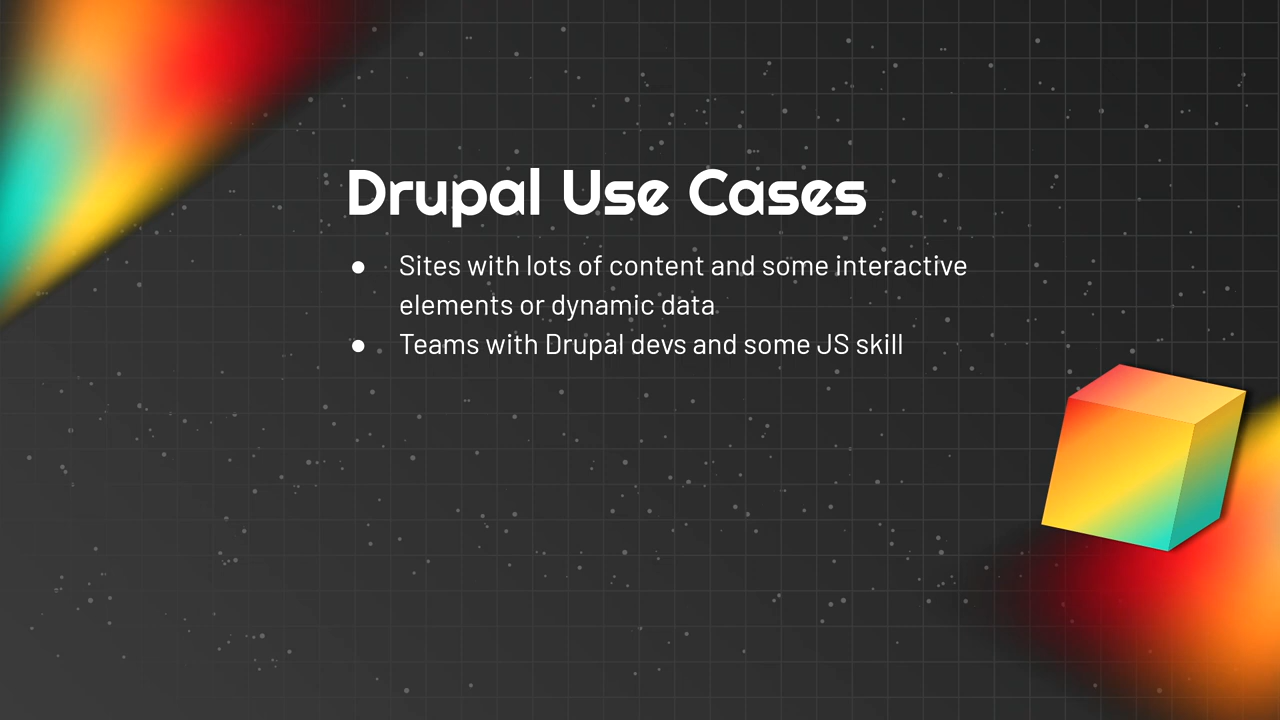 Drupal Use Cases
● Sites with lots of content and some interactive
elements or dynamic data
● Teams with Drupal devs and some JS skill